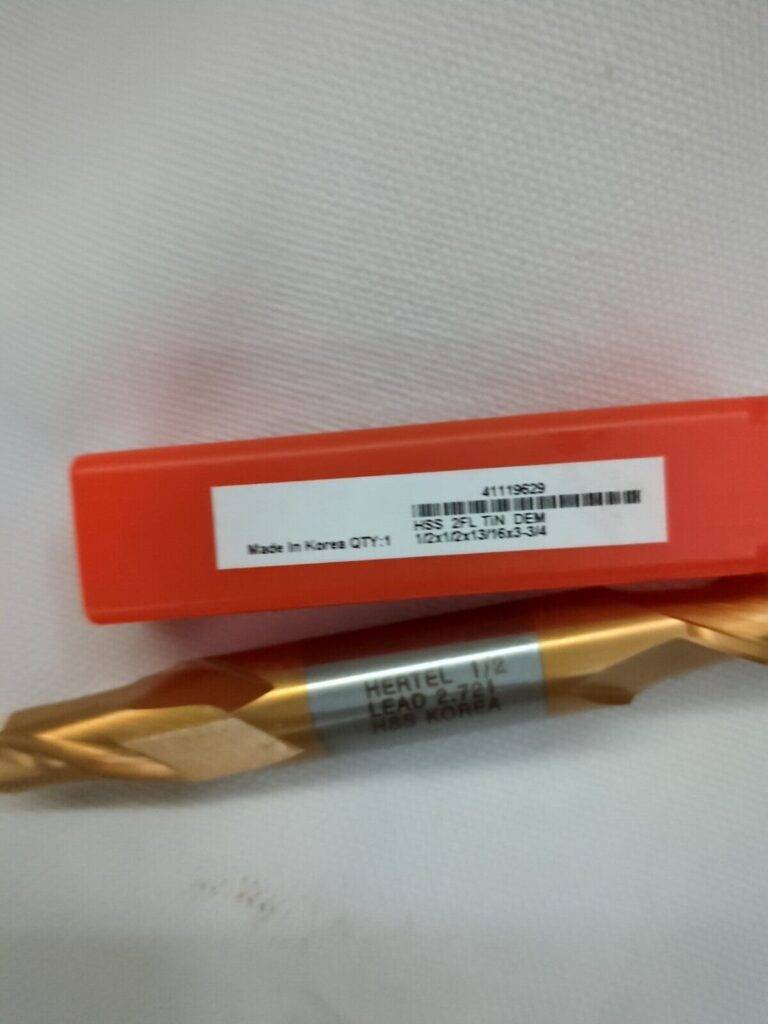 41119629
HSS 2FL TiN DEM
Made In Korea QTY:1 1/2x1/2x13/16x3-3/4
HERTEL 1/2
LEAD 2.721
HSS KOREA